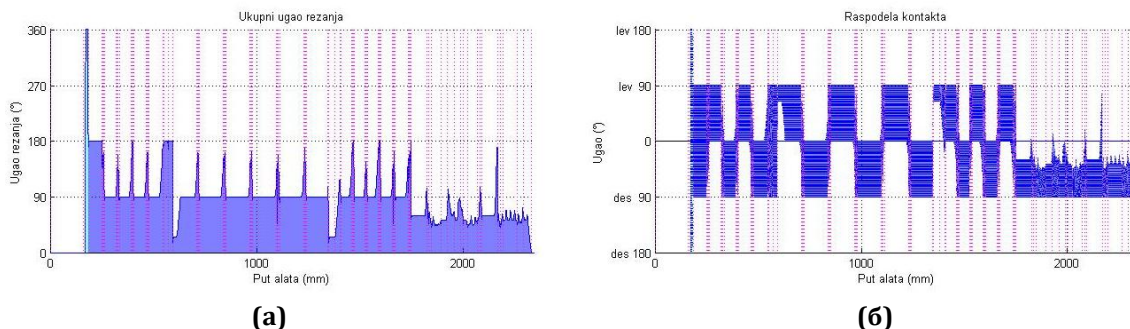 Ukupni ugao rezanja
Ugao rezanja (°)
360
270
180
90
0
0
1000
2000
Put alata (mm)
(а)
Raspodela kontakta
Ugao (°)
lev 180
lev 90
0
des 90
des 180
0
1000
2000
Put alata (mm)
(б)